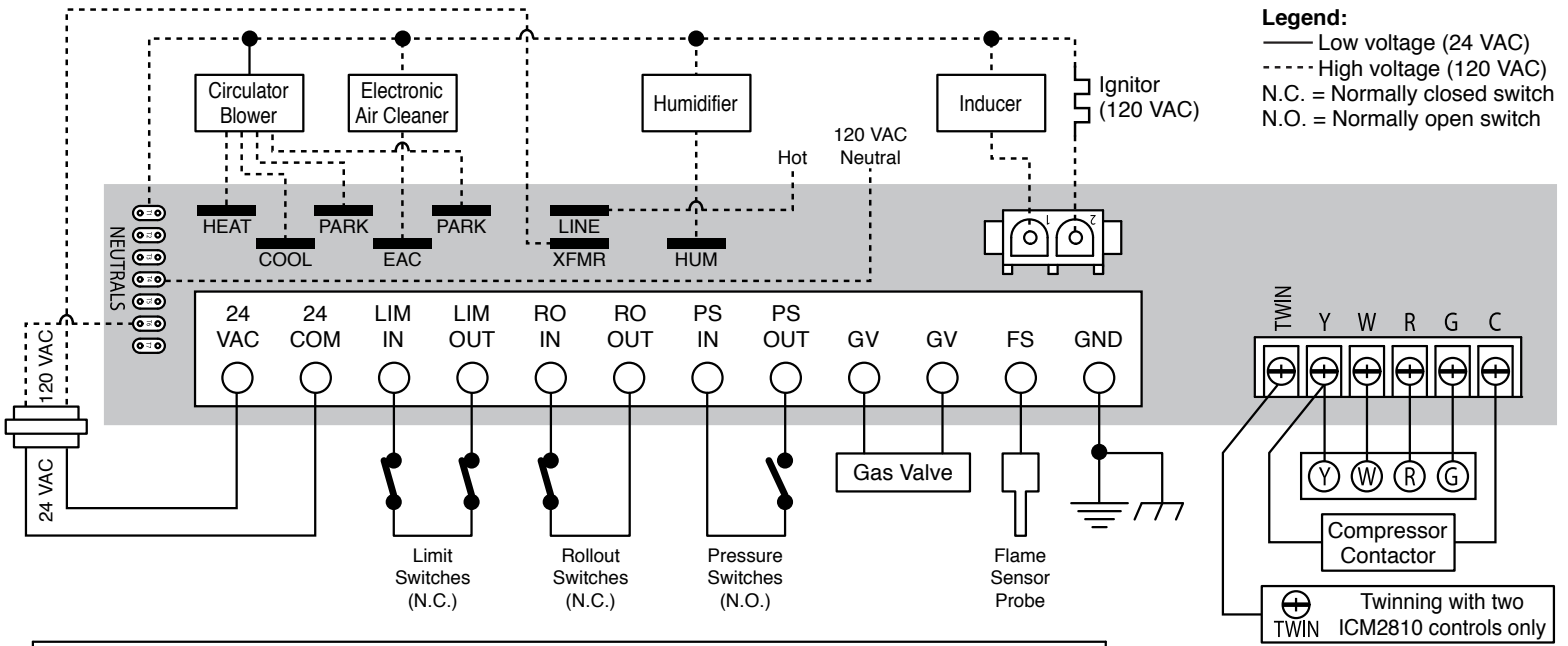 Legend:
Low voltage (24 VAC)
High voltage (120 VAC)
N.C. = Normally closed switch
N.O. = Normally open switch
Circulator
Blower
Electronic
Air Cleaner
Humidifier
Inducer
Ignitor
(120 VAC)
Hot
120 VAC
Neutral
NEUTRALS
HEAT
PARK
PARK
LINE
COOL
EAC
XFMR
HUM
1
2
24
VAC
24
COM
LIM
IN
LIM
OUT
RO
IN
RO
OUT
PS
IN
PS
OUT
GV
GV
FS
GND
TWIN
Y W R G C
120 VAC
24 VAC
Limit
Switches
(N.C.)
Rollout
Switches
(N.C.)
Pressure
Switches
(N.O.)
Gas Valve
Flame
Sensor
Probe
Y W R G
Compressor
Contactor
TWIN
Twinning with two
ICM2810 controls only